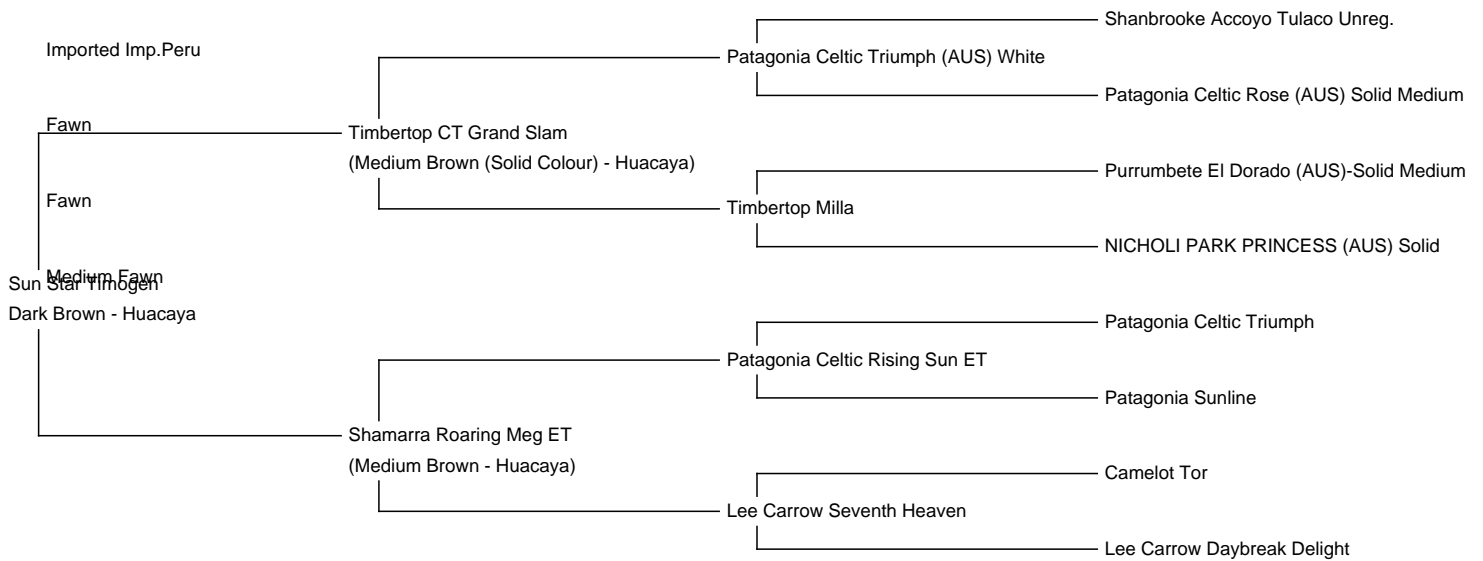 Shanbrooke Accoyo Tulaco Unreg.
Imported Imp.Peru
Patagonia Celtic Triumph (AUS) White
Patagonia Celtic Rose (AUS) Solid Medium
Fawn
Timbertop CT Grand Slam
(Medium Brown (Solid Colour) - Huacaya)
Purrumbete El Dorado (AUS)-Solid Medium
Fawn
Timbertop Milla
NICHOLI PARK PRINCESS (AUS) Solid
Medium Fawn
Sun Star Timogen
Dark Brown - Huacaya
Patagonia Celtic Triumph
Patagonia Celtic Rising Sun ET
Patagonia Sunline
Shamarra Roaring Meg ET
(Medium Brown - Huacaya)
Camelot Tor
Lee Carrow Seventh Heaven
Lee Carrow Daybreak Delight